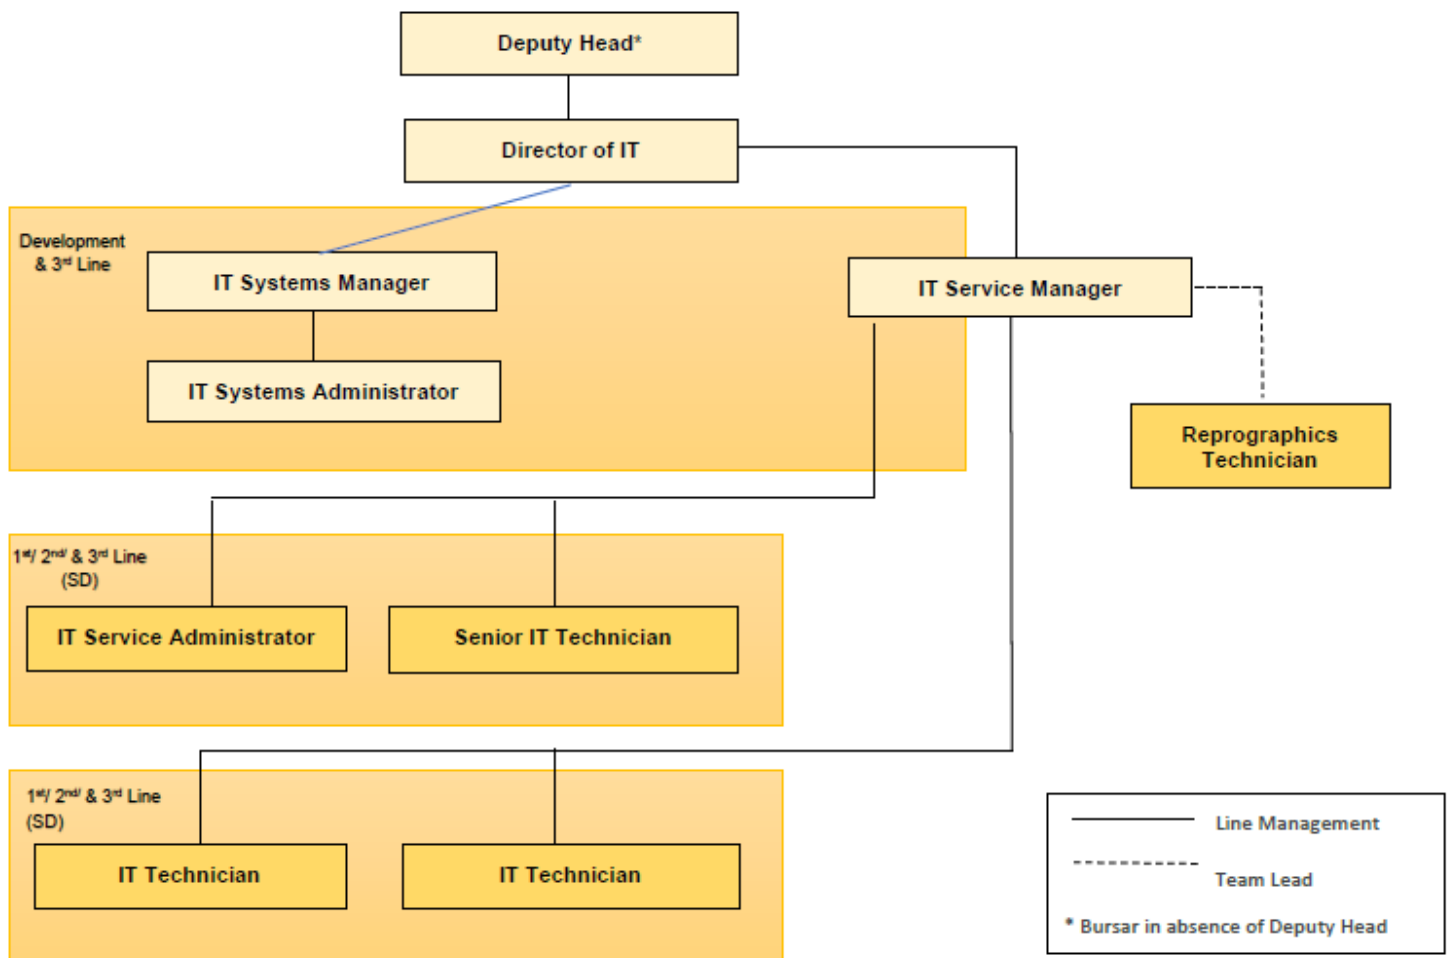 Deputy Head*
Director of IT
Development
& 3rd Line
IT Systems Manager
IT Service Manager
IT Systems Administrator
Reprographics
Technician
1st/ 2nd/ & 3rd Line
(SD)
IT Service Administrator
Senior IT Technician
1st/ 2nd/ & 3rd Line
(SD)
IT Technician
IT Technician
Line Management
Team Lead
* Bursar in absence of Deputy Head